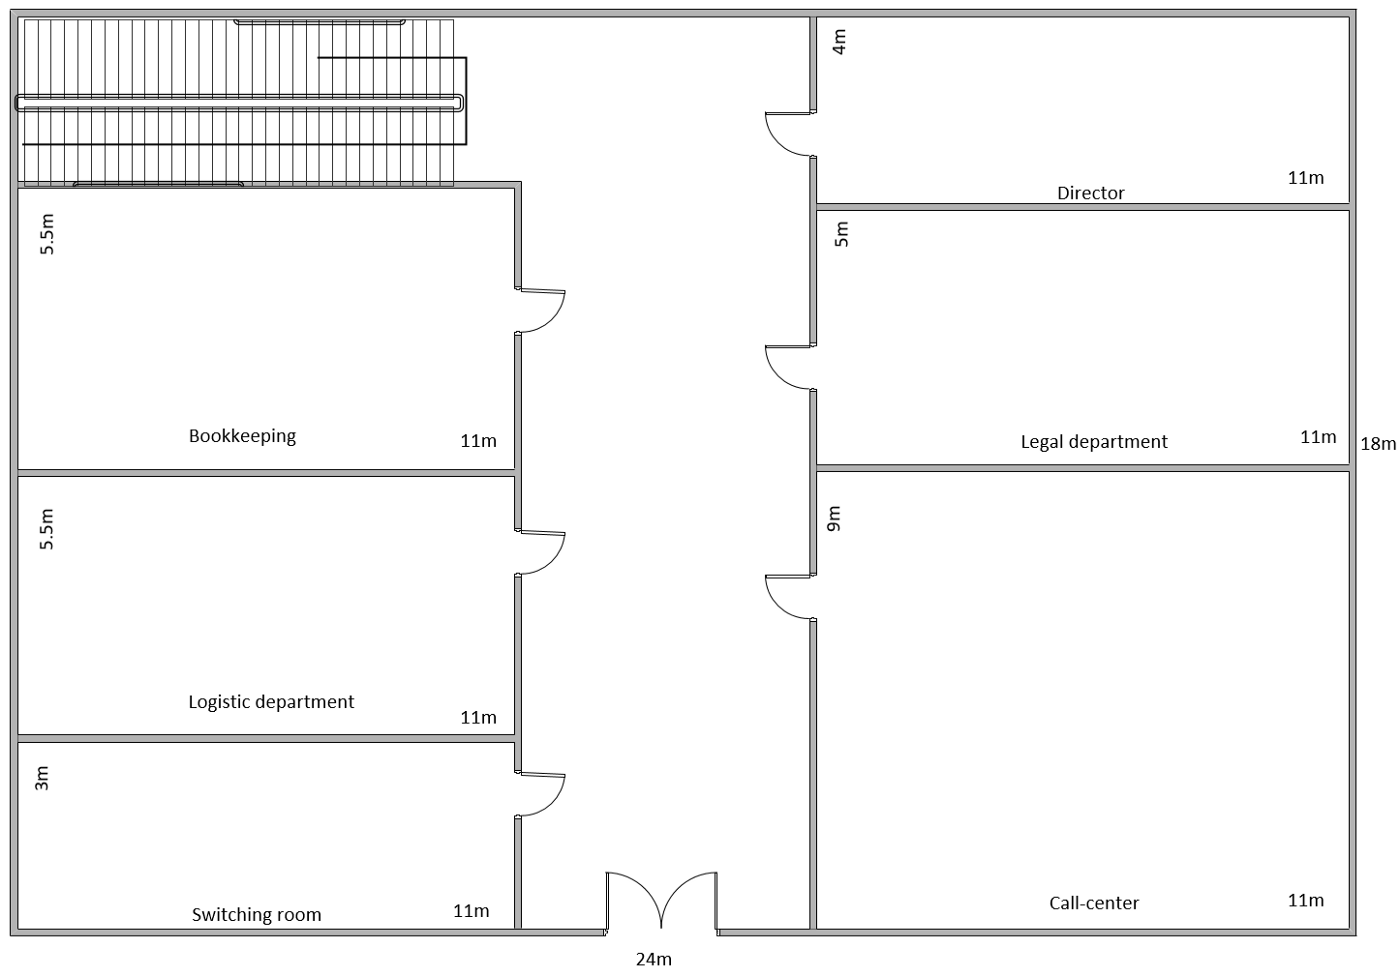 4m
11m
Director
5.5m
5m
Bookkeeping
11m
Legal department
11m
18m
5.5m
9m
Logistic department
11m
3m
Switching room
11m
Call-center
11m
24m